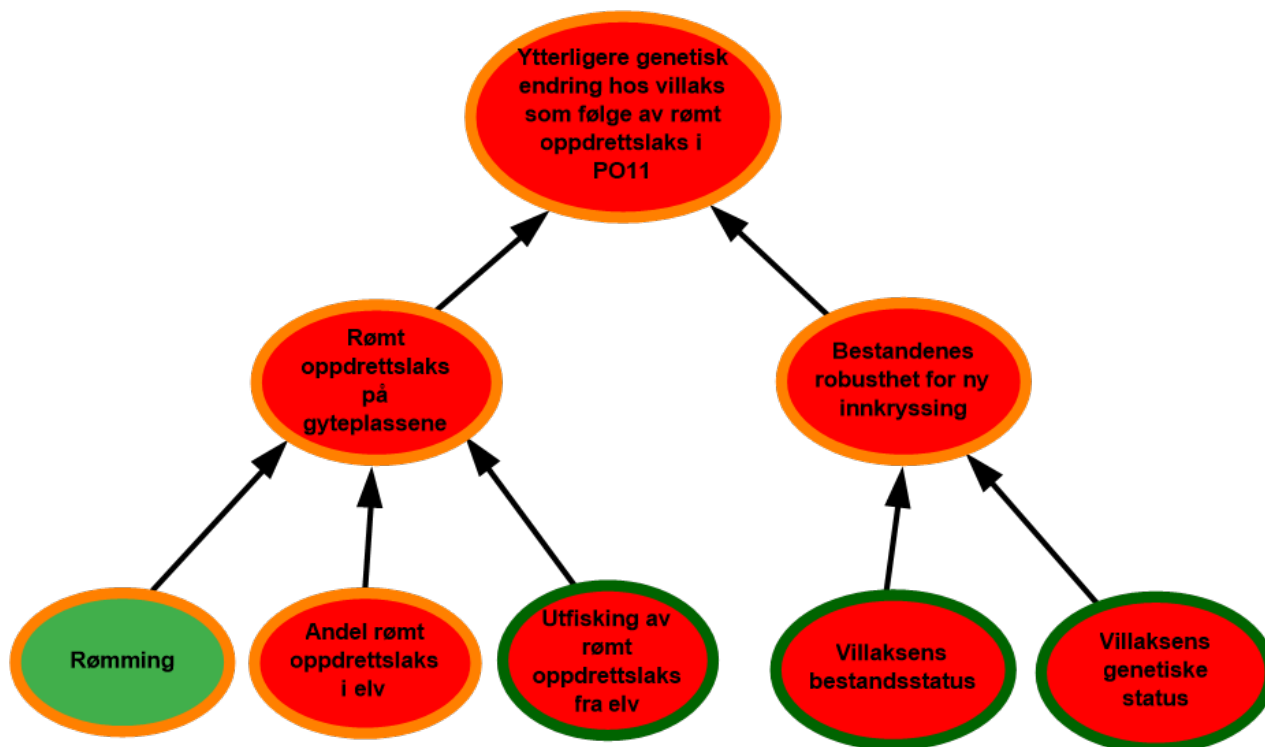 Ytterligere genetisk
endring hos villaks
som følge av rømt
oppdrettslaks i
PO11
Rømt
oppdrettslaks
på
gyteplassene
Bestandenes
robusthet for ny
innkryssing
Rømming
Andel rømt
oppdrettslaks
i elv
Utfisking av
rømt
oppdrettslaks
fra elv
Villaksens
bestandsstatus
Villaksens
genetiske
status